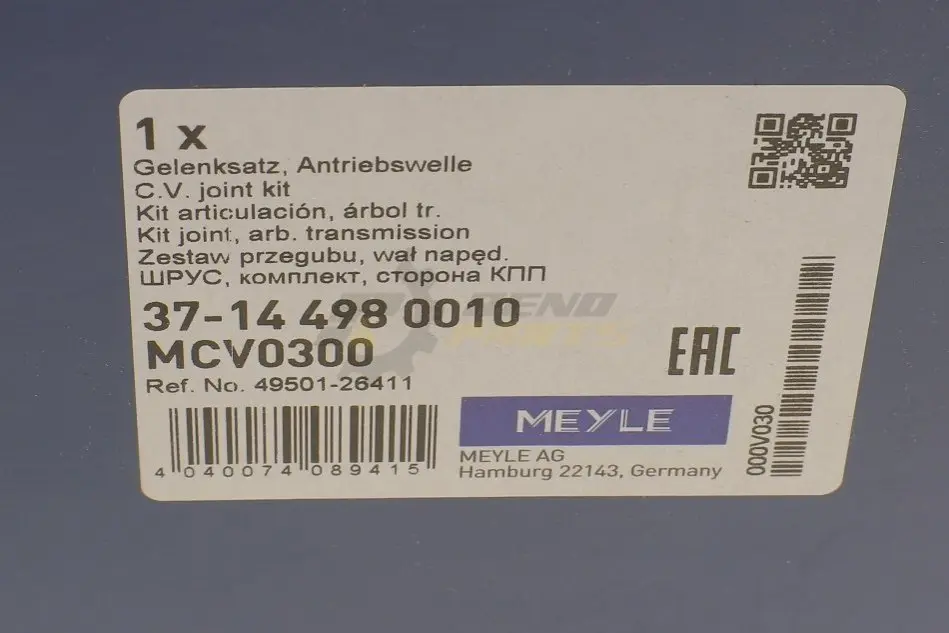 1 x
Gelenksatz, Antriebswelle
C.V. joint kit
Kit articulación, árbol tr.
Kit joint, arb. transmission
Zestaw przegubu, wał napęd.
ШРУС, комплект, сторона КПП
37-14 498 0010
MCV0300
Ref. No. 49501-26411
4 040074 089415
MEYLE
MEYLE AG
Hamburg 22143, Germany
EAC
000V030
PARTS